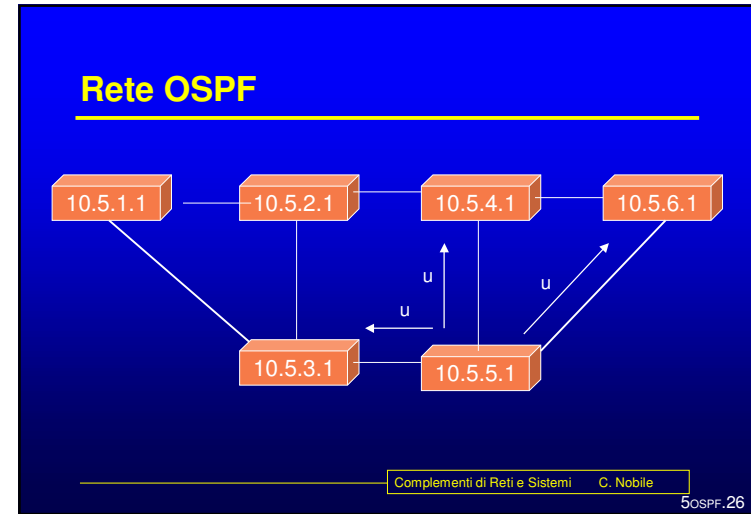 Rete OSPF
10.5.1.1 10.5.2.1 10.5.4.1 10.5.6.1
u
u
u
10.5.3.1 10.5.5.1
Complementi di Reti e Sistemi C. Nobile
5OSPF.26